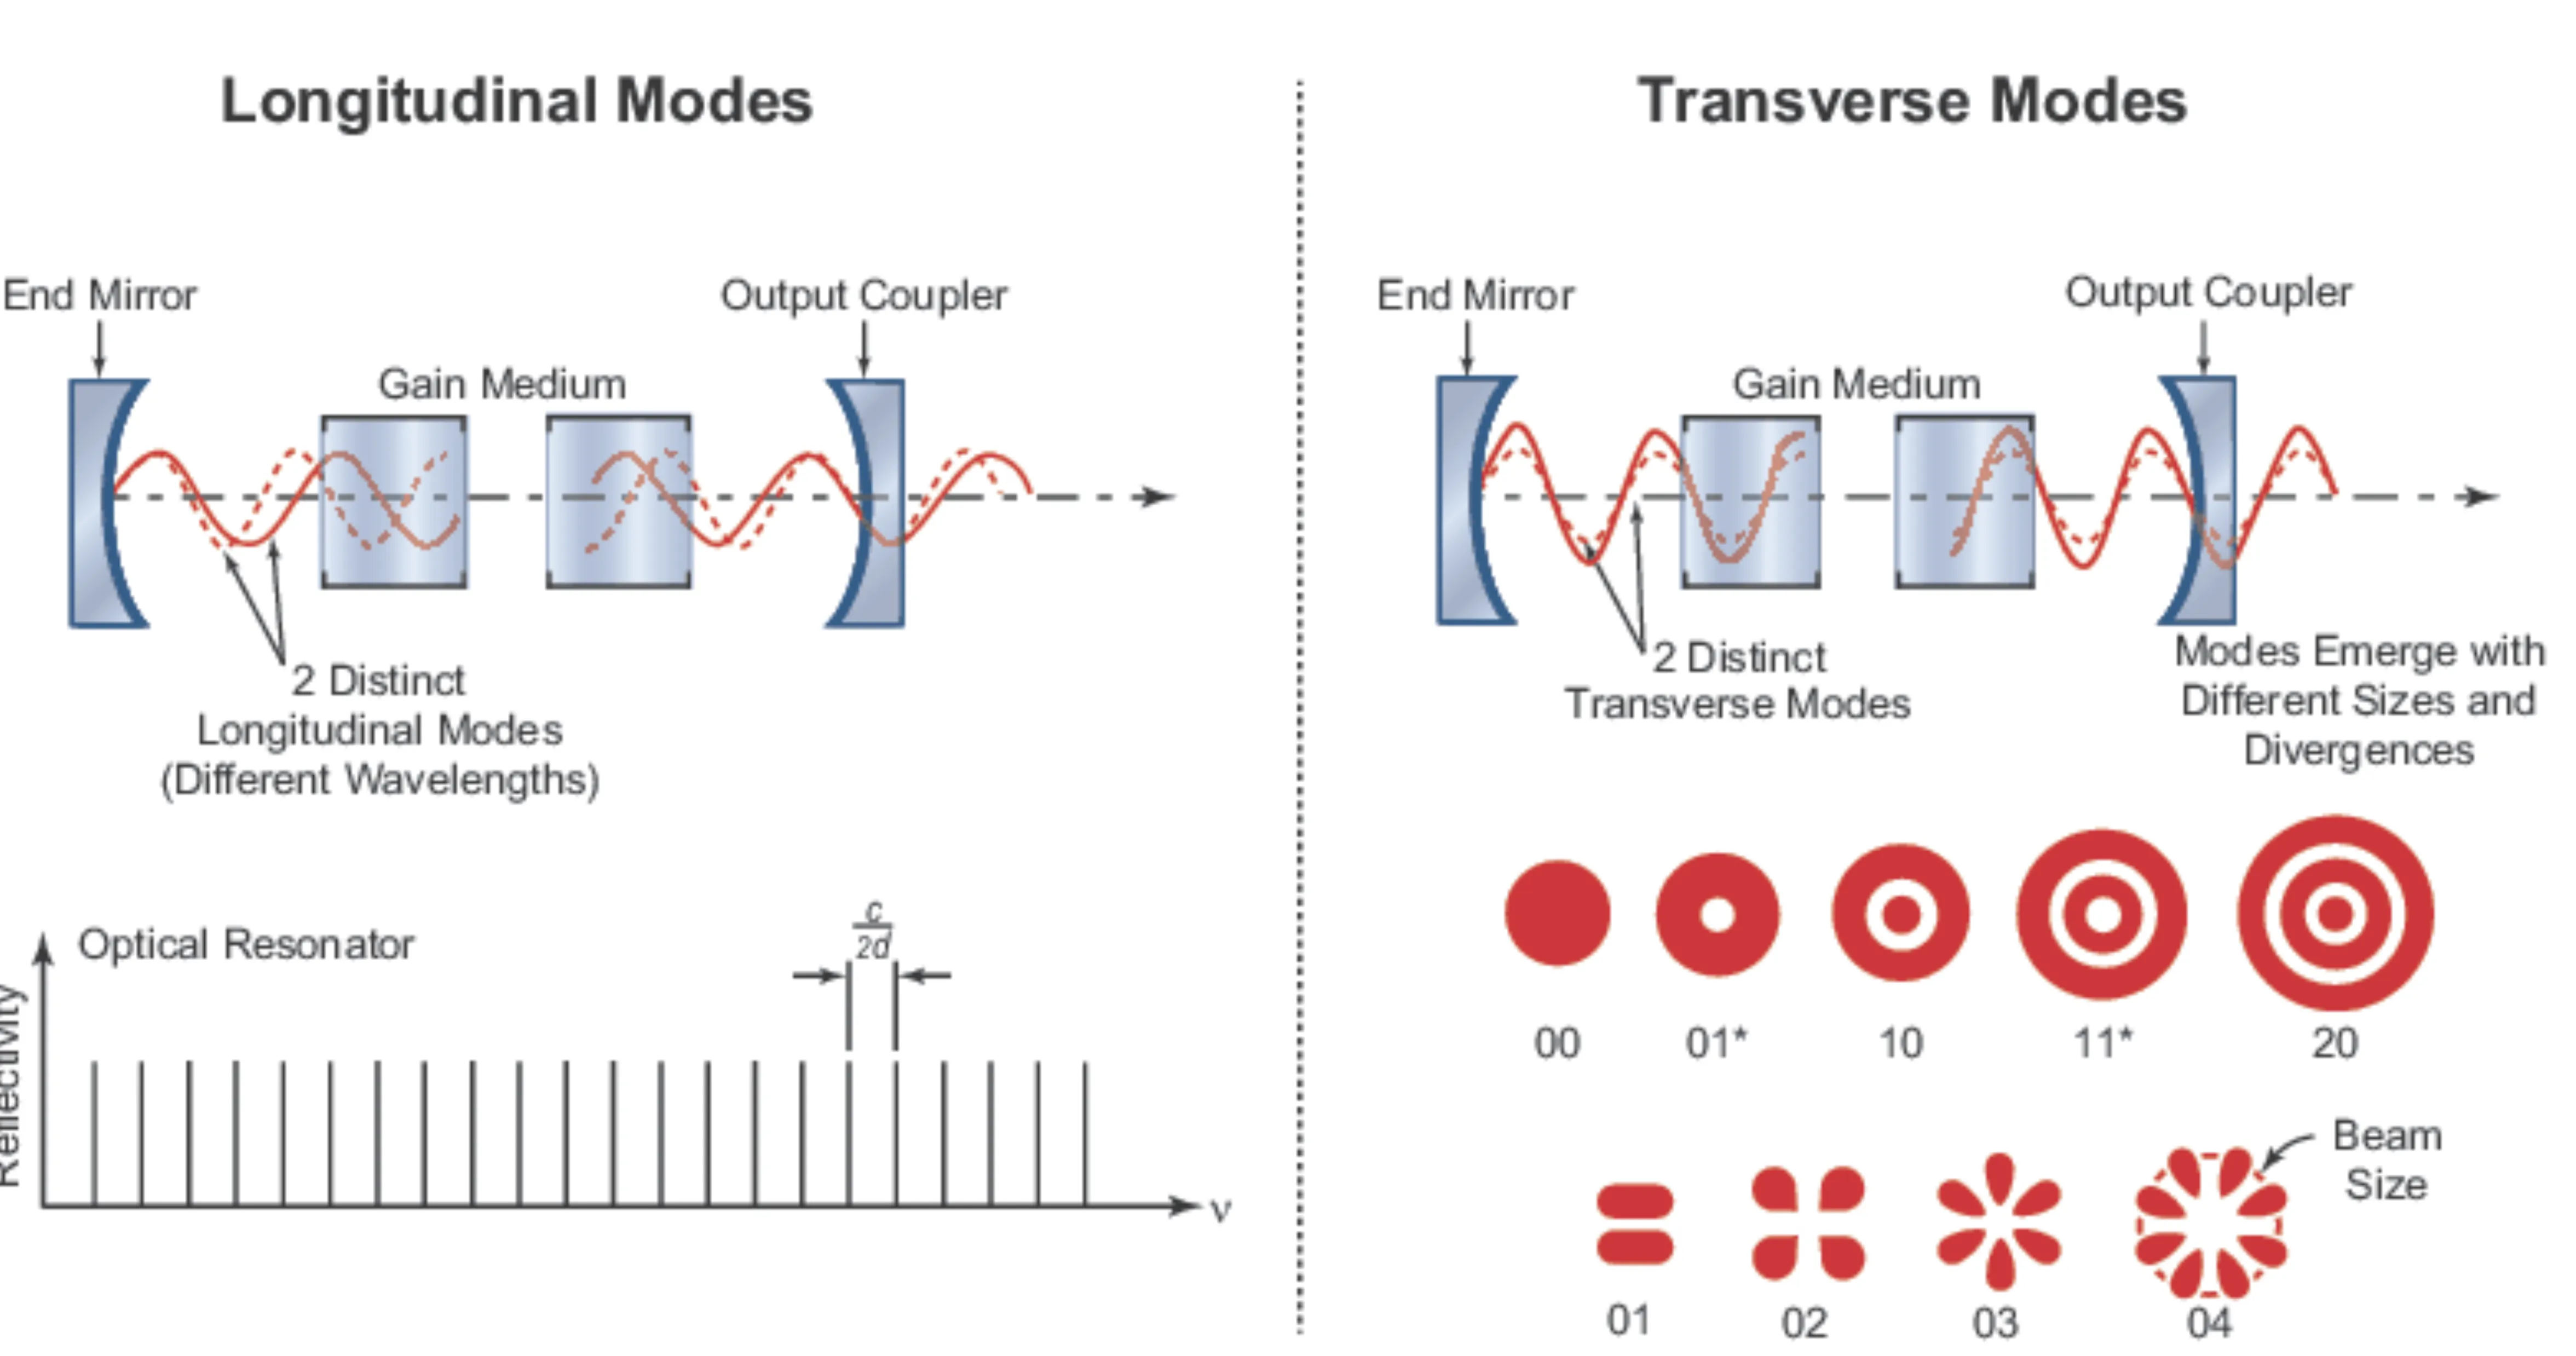 Longitudinal Modes
End Mirror
Output Coupler
Gain Medium
2 Distinct
Longitudinal Modes
(Different Wavelengths)
Optical Resonator
c
2d
Reflectivity
ν
Transverse Modes
End Mirror
Output Coupler
Gain Medium
2 Distinct
Transverse Modes
Modes Emerge with
Different Sizes and
Divergences
00 01* 10 11* 20
Beam
Size
01 02 03 04